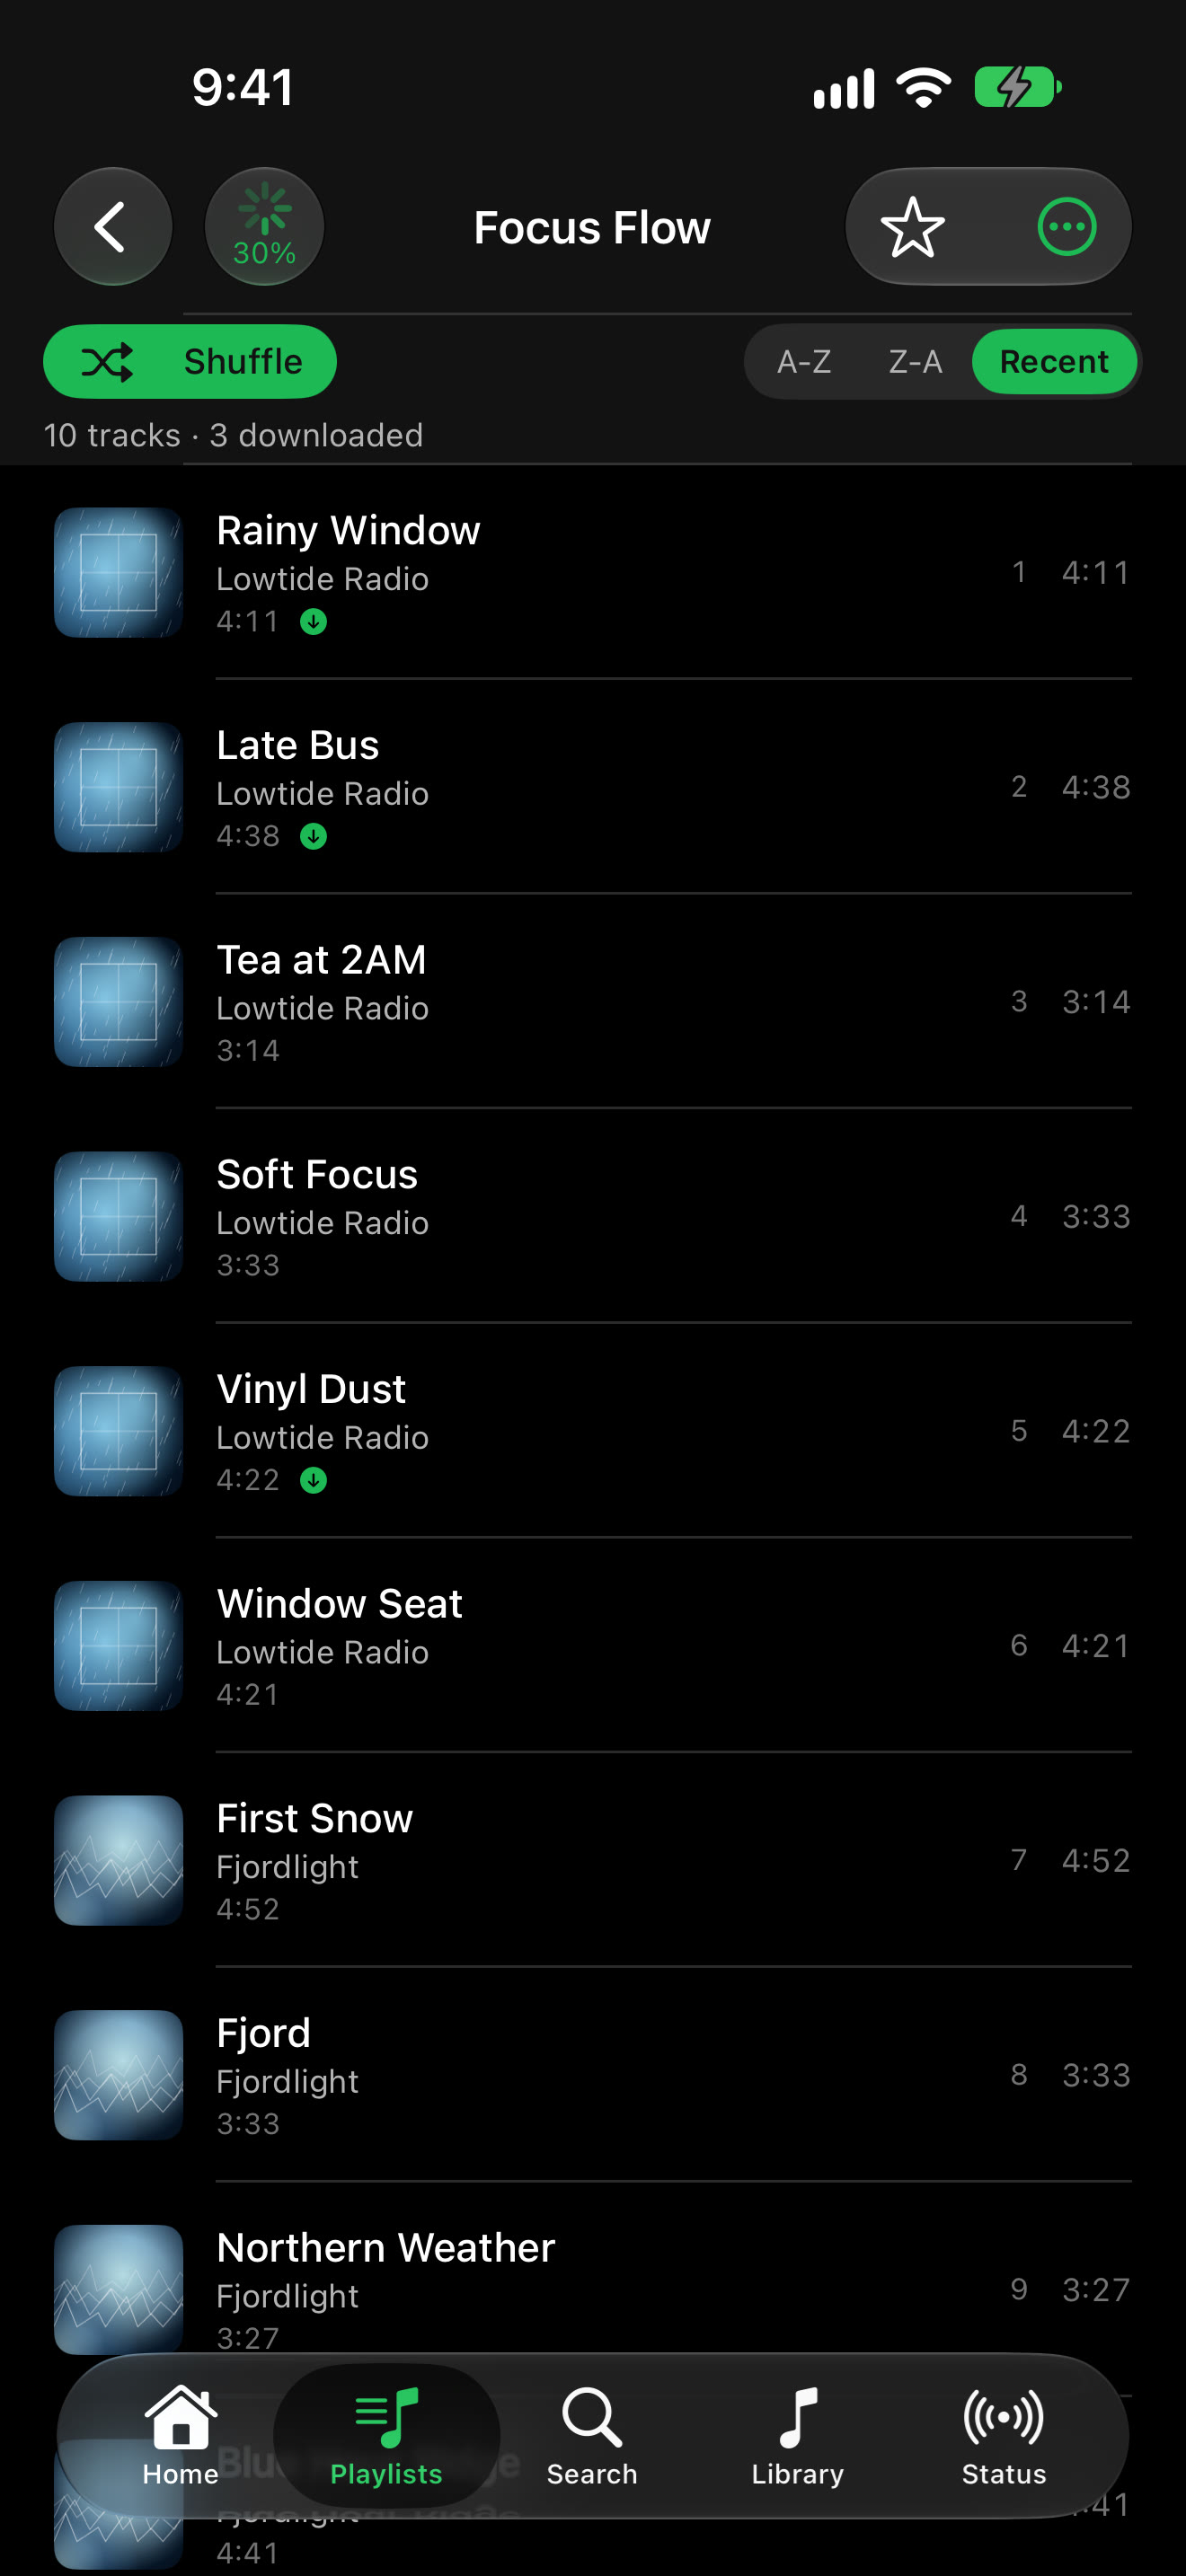 9:41
30%
Focus Flow
Shuffle
A-Z Z-A Recent
10 tracks · 3 downloaded
Rainy Window
Lowtide Radio
4:11
1 4:11
Late Bus
Lowtide Radio
4:38
2 4:38
Tea at 2AM
Lowtide Radio
3:14
3 3:14
Soft Focus
Lowtide Radio
3:33
4 3:33
Vinyl Dust
Lowtide Radio
4:22
5 4:22
Window Seat
Lowtide Radio
4:21
6 4:21
First Snow
Fjordlight
4:52
7 4:52
Fjord
Fjordlight
3:33
8 3:33
Northern Weather
Fjordlight
3:27
9 3:27
Home Playlists Search Library Status
Fjordlight
4:41